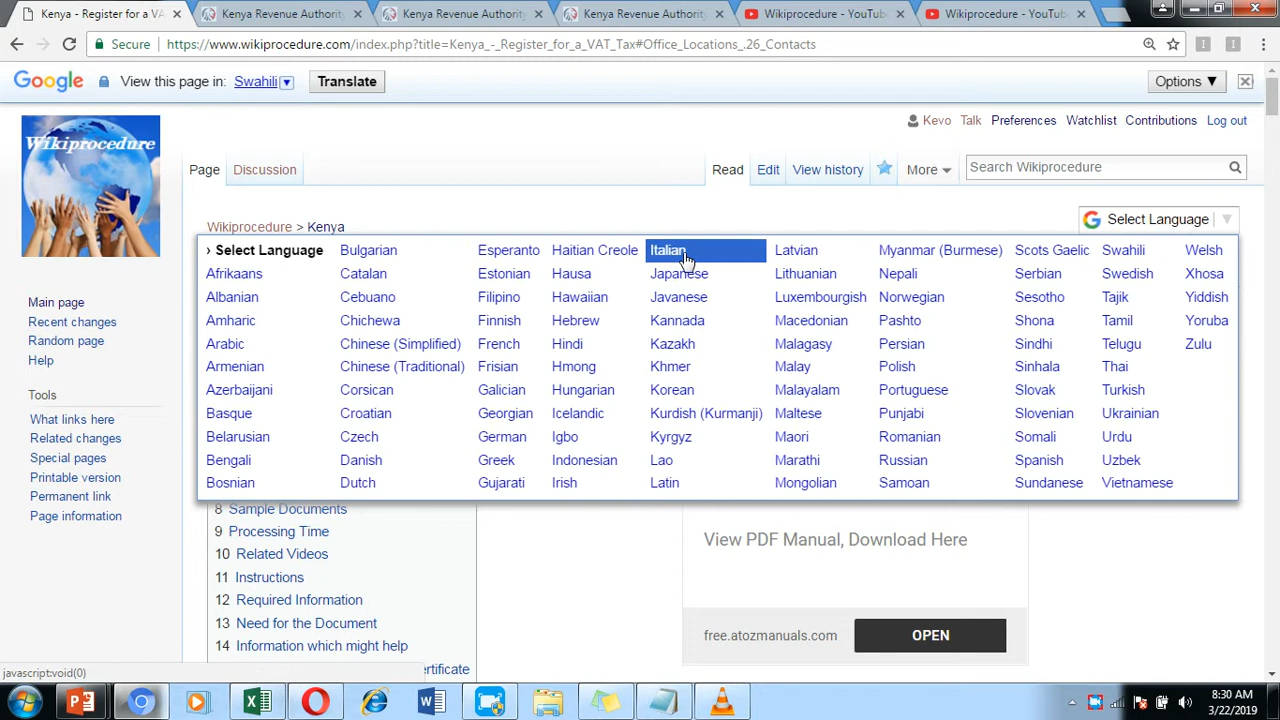 Kenya - Register for a VA
Kenya Revenue Authority
Kenya Revenue Authority
Kenya Revenue Authority
Wikiprocedure - YouTube
Wikiprocedure - YouTube
Secure
https://www.wikiprocedure.com/index.php?title=Kenya_-_Register_for_a_VAT_Tax#Office_Locations_.26_Contacts
Google View this page in: Swahili Translate Options ▼
Kevo Talk Preferences Watchlist Contributions Log out
Wikiprocedure
Page Discussion Read Edit View history More Search Wikiprocedure
Wikiprocedure > Kenya
Select Language
› Select Language Bulgarian Esperanto Haitian Creole Italian Latvian Myanmar (Burmese) Scots Gaelic Swahili Welsh
Afrikaans Catalan Estonian Hausa Japanese Lithuanian Nepali Serbian Swedish Xhosa
Albanian Cebuano Filipino Hawaiian Javanese Luxembourgish Norwegian Sesotho Tajik Yiddish
Amharic Chichewa Finnish Hebrew Kannada Macedonian Pashto Shona Tamil Yoruba
Arabic Chinese (Simplified) French Hindi Kazakh Malagasy Persian Sindhi Telugu Zulu
Armenian Chinese (Traditional) Frisian Hmong Khmer Malay Polish Sinhala Thai
Azerbaijani Corsican Galician Hungarian Korean Malayalam Portuguese Slovak Turkish
Basque Croatian Georgian Icelandic Kurdish (Kurmanji) Maltese Punjabi Slovenian Ukrainian
Belarusian Czech German Igbo Kyrgyz Maori Romanian Somali Urdu
Bengali Danish Greek Indonesian Lao Marathi Russian Spanish Uzbek
Bosnian Dutch Gujarati Irish Latin Mongolian Samoan Sundanese Vietnamese
Main page
Recent changes
Random page
Help
Tools
What links here
Related changes
Special pages
Printable version
Permanent link
Page information
8 Sample Documents
9 Processing Time
10 Related Videos
11 Instructions
12 Required Information
13 Need for the Document
14 Information which might help
ertificate
View PDF Manual, Download Here
free.atozmanuals.com
OPEN
javascript:void(0)
8:30 AM
3/22/2019